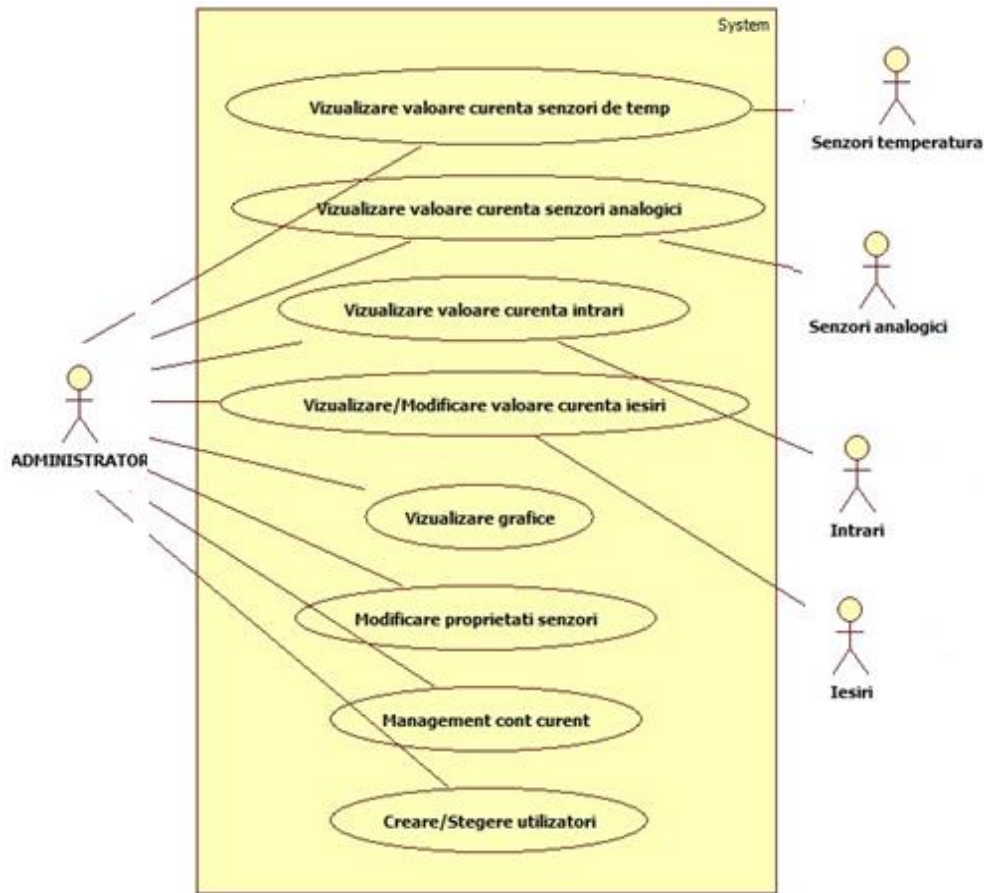 System
Vizualizare valoare curenta senzori de temp
Senzori temperatura
Vizualizare valoare curenta senzori analogici
Vizualizare valoare curenta intrari
Senzori analogici
Vizualizare/Modificare valoare curenta iesiri
ADMINISTRATOR
Vizualizare grafice
Intrari
Modificare proprietati senzori
Iesiri
Management cont curent
Creare/Stegere utilizatori